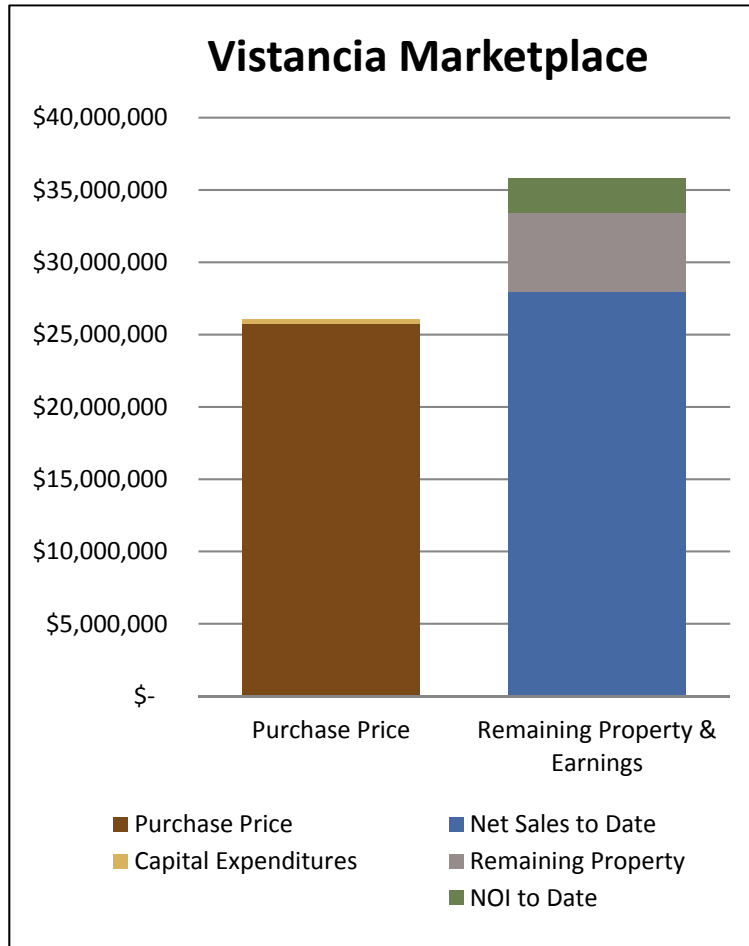 Vistancia Marketplace
$40,000,000
$35,000,000
$30,000,000
$25,000,000
$20,000,000
$15,000,000
$10,000,000
$5,000,000
$-
Purchase Price
Remaining Property &
Earnings
Purchase Price
Net Sales to Date
Capital Expenditures
Remaining Property
NOI to Date